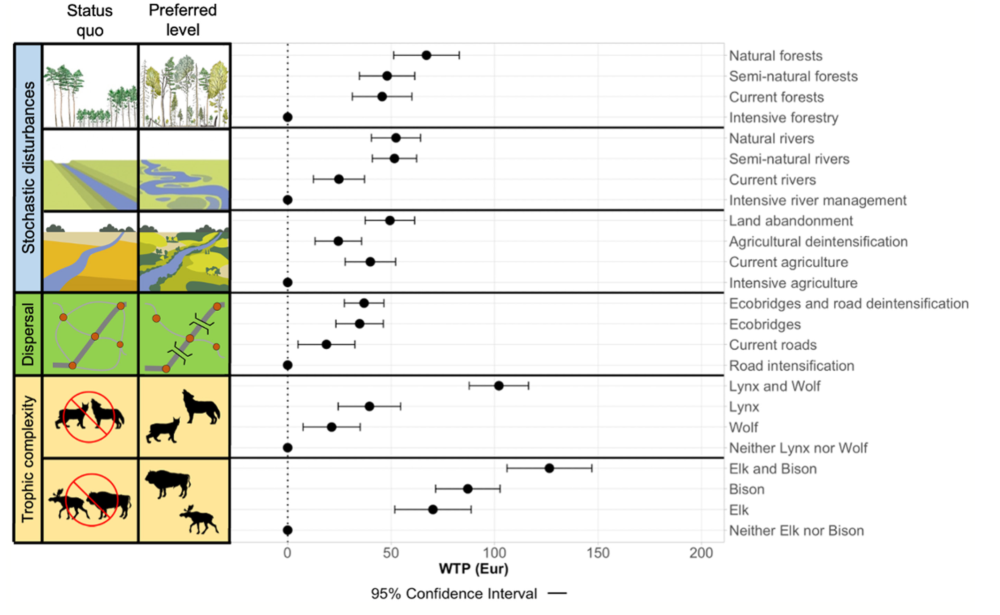 Status
quo
Preferred
level
Stochastic disturbances
Dispersal
Trophic complexity
Natural forests
Semi-natural forests
Current forests
Intensive forestry
Natural rivers
Semi-natural rivers
Current rivers
Intensive river management
Land abandonment
Agricultural deintensification
Current agriculture
Intensive agriculture
Ecobridges and road deintensification
Ecobridges
Current roads
Road intensification
Lynx and Wolf
Lynx
Wolf
Neither Lynx nor Wolf
Elk and Bison
Bison
Elk
Neither Elk nor Bison
0 50 100 150 200
WTP (Eur)
95% Confidence Interval